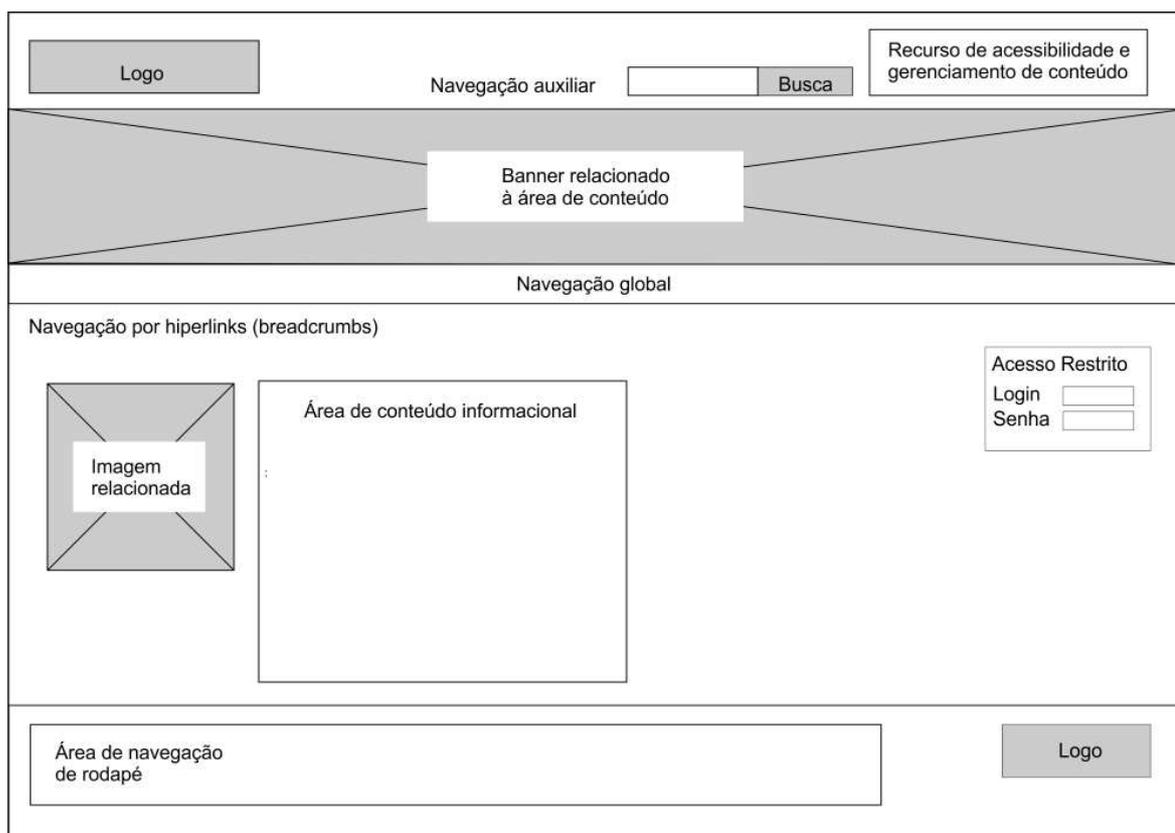 Logo
Navegação auxiliar
Busca
Recurso de acessibilidade e
gerenciamento de conteúdo
Banner relacionado
à área de conteúdo
Navegação global
Navegação por hiperlinks (breadcrumbs)
Acesso Restrito
Login
Senha
Imagem
relacionada
Área de conteúdo informacional
:
Área de navegação
de rodapé
Logo